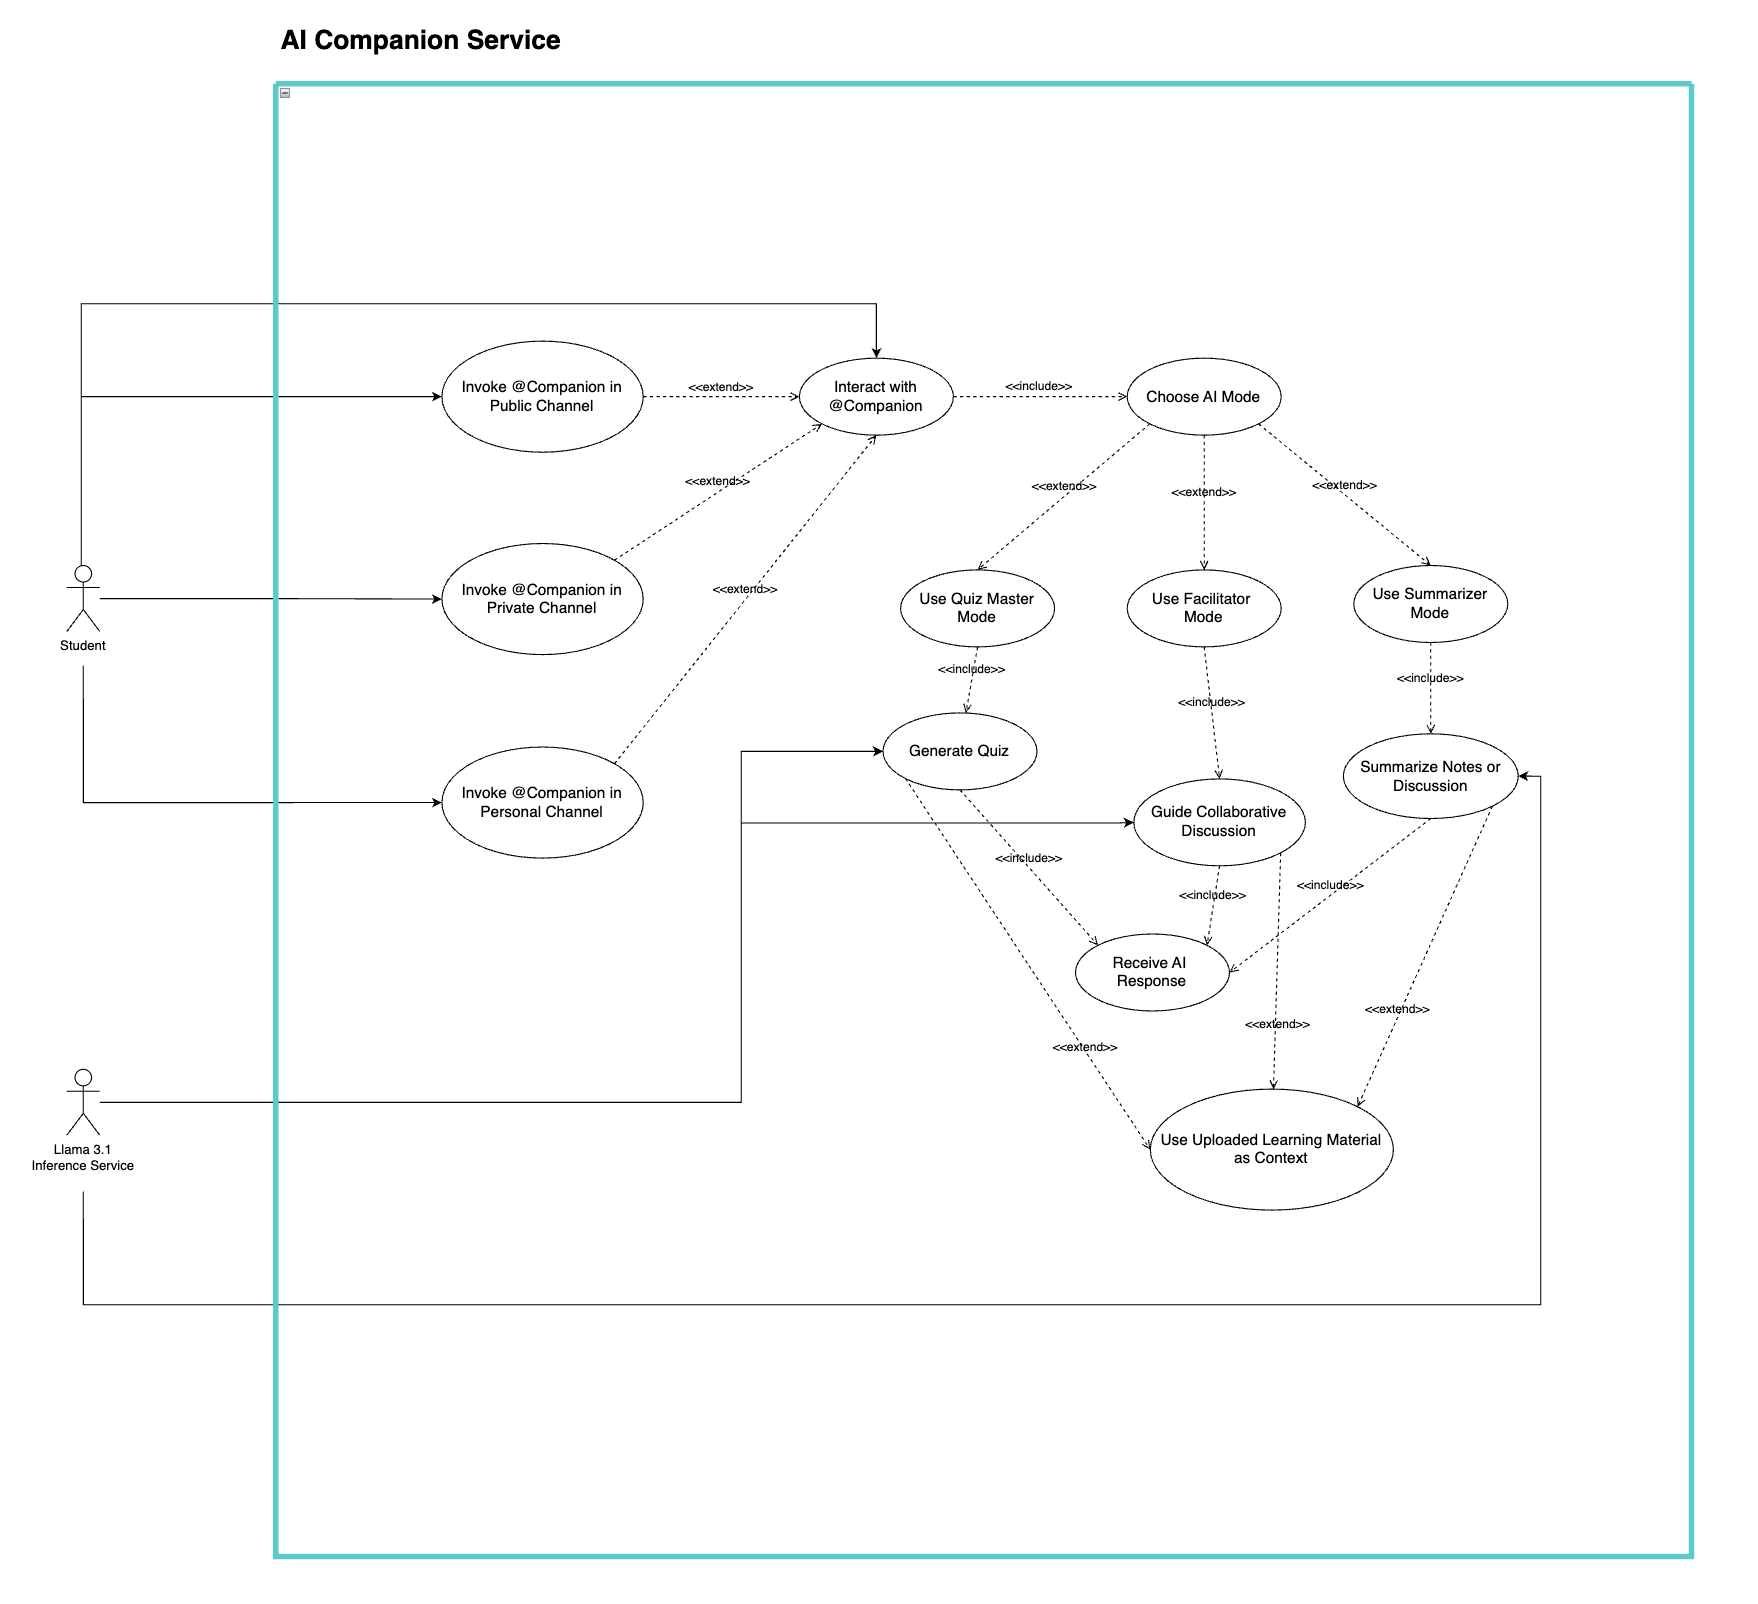 AI Companion Service
Invoke @Companion in
Public Channel
<<extend>>
Interact with
@Companion
<<include>>
Choose AI Mode
<<extend>>
<<extend>>
<<extend>>
<<extend>>
Invoke @Companion in
Private Channel
<<extend>>
Use Quiz Master
Mode
Use Facilitator
Mode
Use Summarizer
Mode
Student
<<include>>
<<include>>
<<include>>
Invoke @Companion in
Personal Channel
Generate Quiz
Guide Collaborative
Discussion
Summarize Notes or
Discussion
<<include>>
<<include>>
<<include>>
Receive AI
Response
<<extend>>
<<extend>>
<<extend>>
Llama 3.1
Inference Service
Use Uploaded Learning Material
as Context